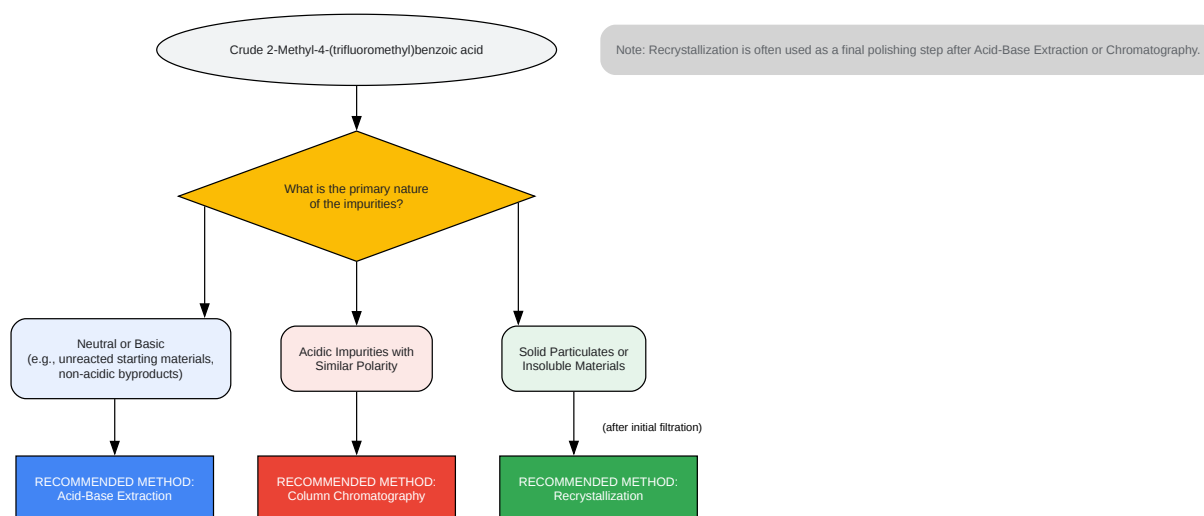 Crude 2-Methyl-4-(trifluoromethyl)benzoic acid
Note: Recrystallization is often used as a final polishing step after Acid-Base Extraction or Chromatography.
What is the primary nature
of the impurities?
Neutral or Basic
(e.g., unreacted starting materials,
non-acidic byproducts)
Acidic Impurities with
Similar Polarity
Solid Particulates or
Insoluble Materials
(after initial filtration)
RECOMMENDED METHOD:
Acid-Base Extraction
RECOMMENDED METHOD:
Column Chromatography
RECOMMENDED METHOD:
Recrystallization